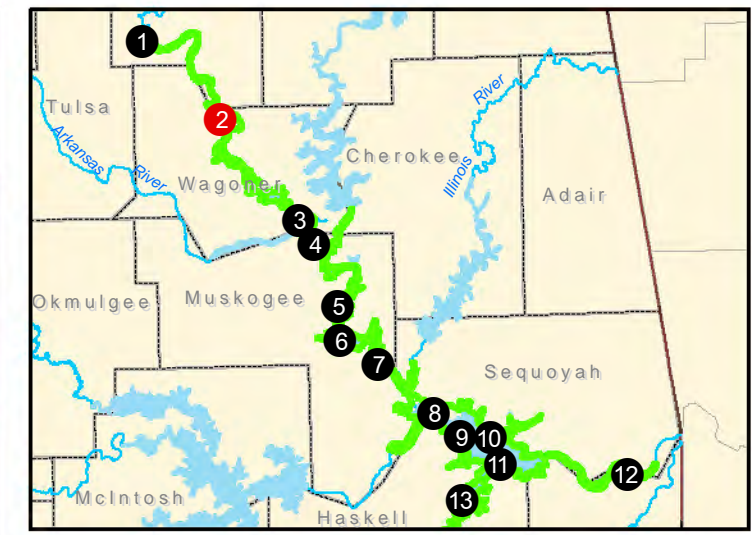 1
2
Tulsa
River
Arkansas
River
Cherokee
Illinois
Wagoner
Adair
3
4
Okmulgee
Muskogee
5
6
7
Sequoyah
8
9
10
11
12
13
McIntosh
Haskell